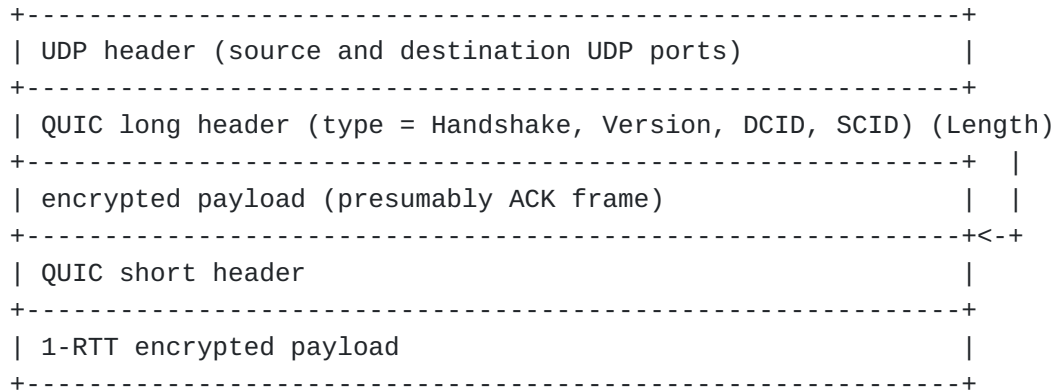 +------------------------------------------------------------+
| UDP header (source and destination UDP ports)              |
+------------------------------------------------------------+
| QUIC long header (type = Handshake, Version, DCID, SCID) (Length)
+------------------------------------------------------------+  |
| encrypted payload (presumably ACK frame)                   |  |
+------------------------------------------------------------+<-+
| QUIC short header                                          |
+------------------------------------------------------------+
| 1-RTT encrypted payload                                    |
+------------------------------------------------------------+